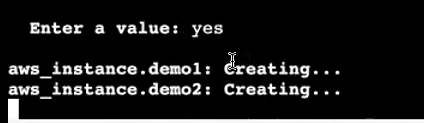 Enter a value: yes
aws_instance.demo1: Creating...
aws_instance.demo2: Creating...